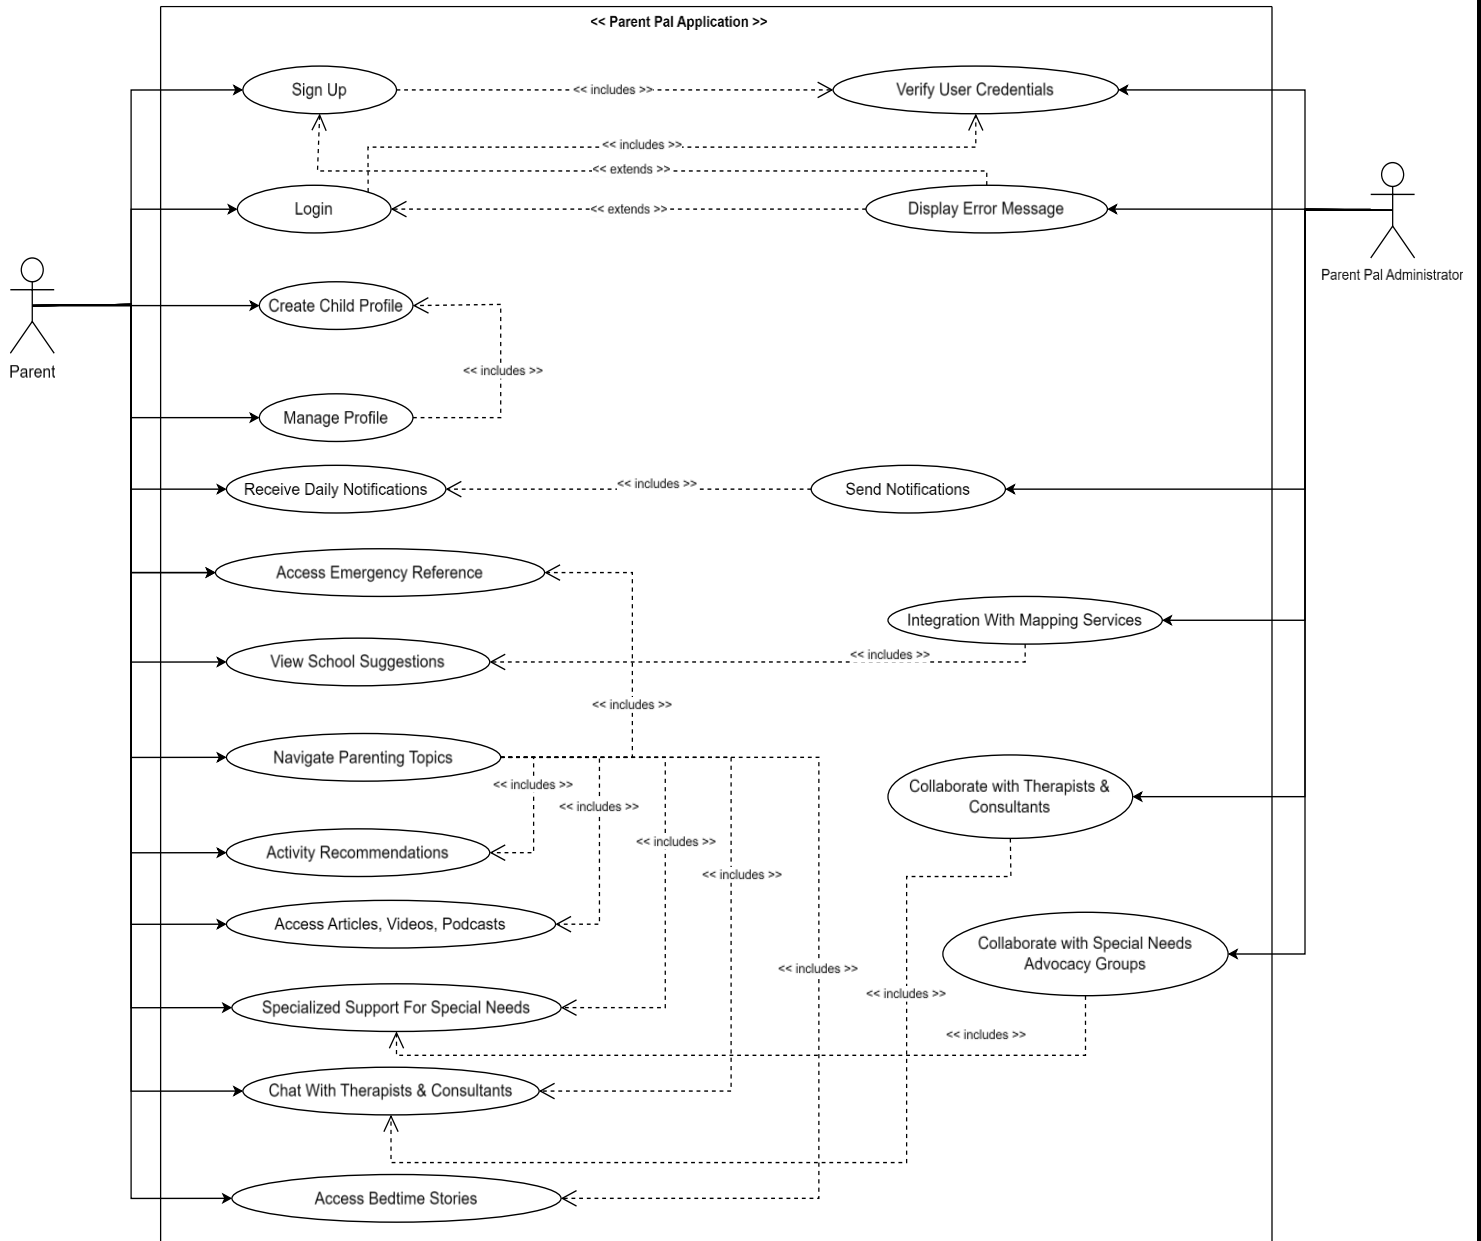 << Parent Pal Application >>
Sign Up
<< includes >>
Verify User Credentials
<< includes >>
<< extends >>
Login
<< extends >>
Display Error Message
Parent Pal Administrator
Create Child Profile
Parent
<< includes >>
Manage Profile
Receive Daily Notifications
<< includes >>
Send Notifications
Access Emergency Reference
Integration With Mapping Services
View School Suggestions
<< includes >>
<< includes >>
Navigate Parenting Topics
<< includes >>
Collaborate with Therapists &
Consultants
<< includes >>
<< includes >>
Activity Recommendations
<< includes >>
Access Articles, Videos, Podcasts
Collaborate with Special Needs
Advocacy Groups
<< includes >>
<< includes >>
Specialized Support For Special Needs
<< includes >>
Chat With Therapists & Consultants
Access Bedtime Stories